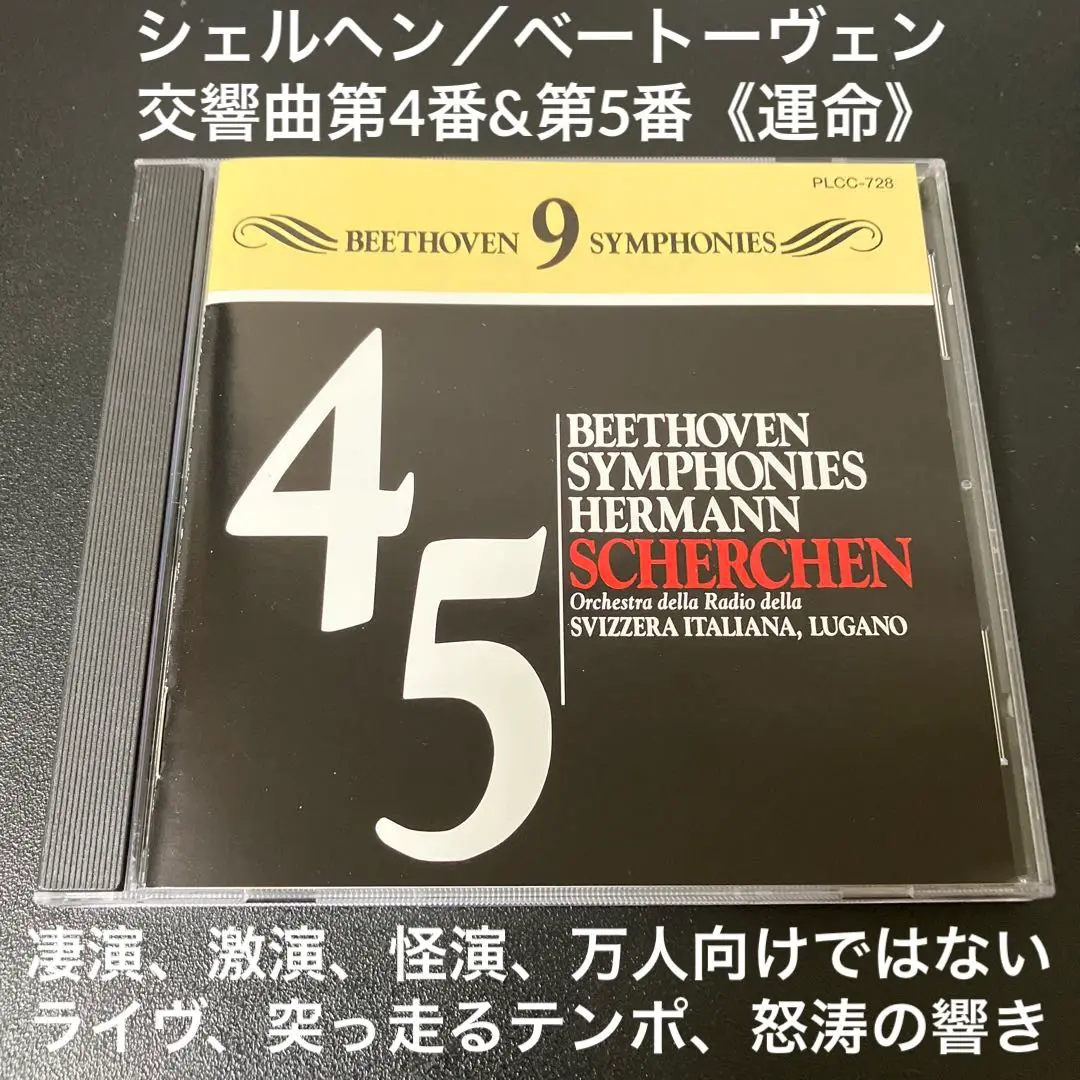 シェルヘン／ベートーヴェン
交響曲第4番&第5番《運命》
PLCC-728
BEETHOVEN 9 SYMPHONIES
4
5
BEETHOVEN
SYMPHONIES
HERMANN
SCHERCHEN
Orchestra della Radio della
SVIZZERA ITALIANA, LUGANO
凄演、激演、怪演、万人向けではない
ライヴ、突っ走るテンポ、怒涛の響き